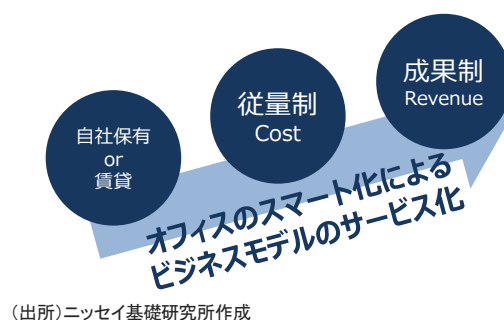 自社保有
or
賃貸
従量制
Cost
成果制
Revenue
オフィスのスマート化による
ビジネスモデルのサービス化
（出所）ニッセイ基礎研究所作成